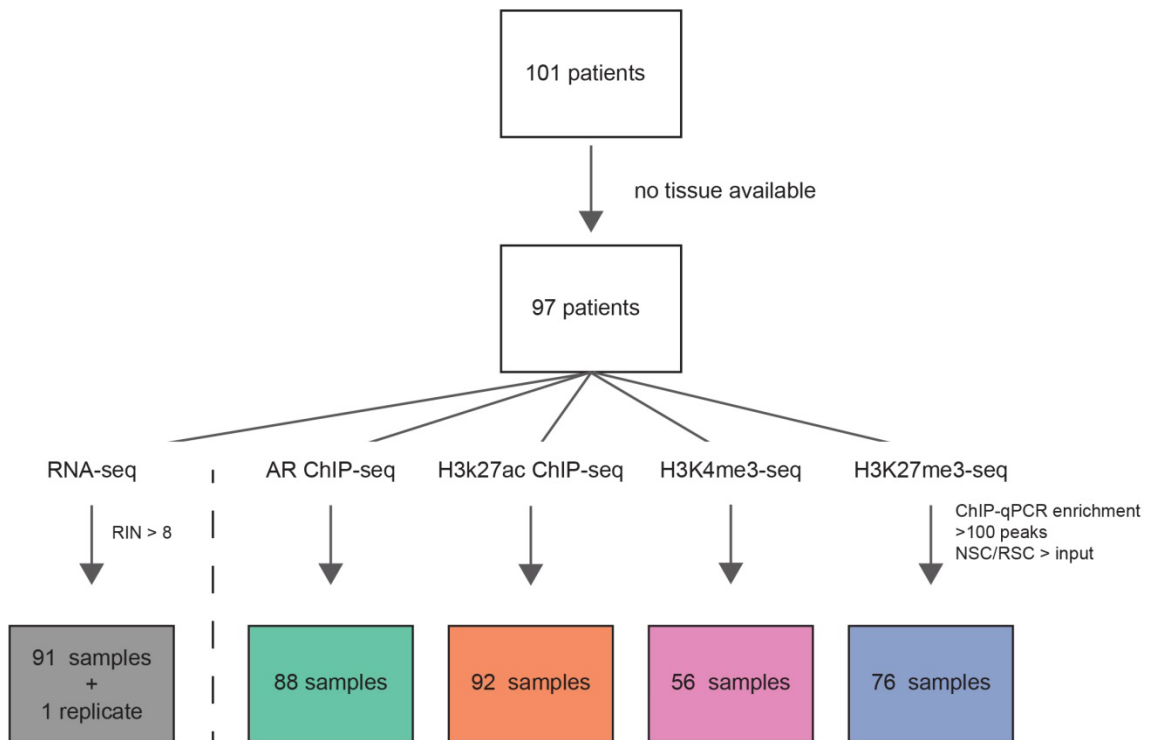 101 patients
no tissue available
97 patients
RNA-seq
AR ChIP-seq
H3k27ac ChIP-seq
H3K4me3-seq
H3K27me3-seq
RIN > 8
ChIP-qPCR enrichment
>100 peaks
NSC/RSC > input
91 samples
+
1 replicate
88 samples
92 samples
56 samples
76 samples